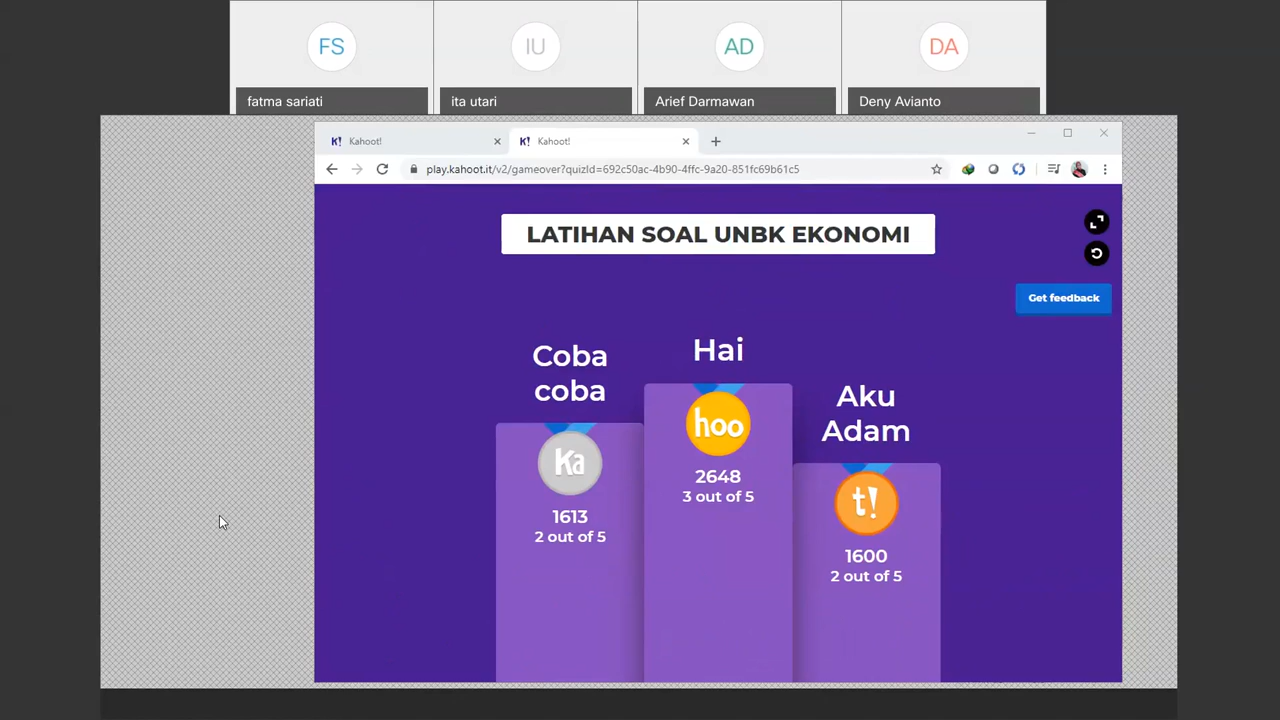 FS
IU
AD
DA
fatma sariati
ita utari
Arief Darmawan
Deny Avianto
K! Kahoot!
K! Kahoot!
play.kahoot.it/v2/gameover?quizId=692c50ac-4b90-4ffc-9a20-851fc69b61c5
LATIHAN SOAL UNBK EKONOMI
Get feedback
Coba
coba
Ka
1613
2 out of 5
Hai
hoo
2648
3 out of 5
Aku
Adam
t!
1600
2 out of 5